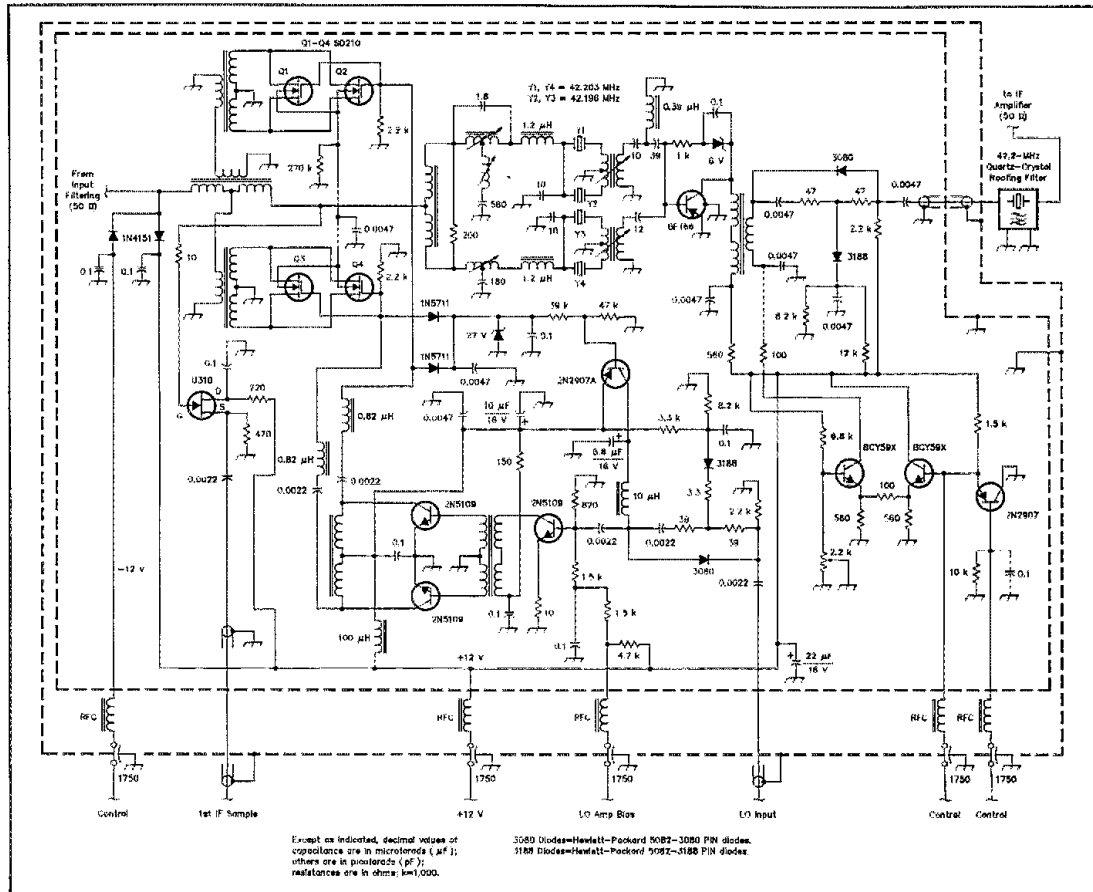 Q1-Q4 SD210
Q1
Q2
2.2 k
270 k
From
Input
Filtering
(50 Ω)
1N4151
0.1
0.1
10
Q3
Q4
0.0047
2.2 k
0.1
U310
D
S
G
220
470
0.0022
-12 V
Y1, Y4 = 42.203 MHz
Y2, Y3 = 42.196 MHz
1.8
1.2 μH
580
200
180
1.2 μH
10
10
Y1
Y2
Y3
Y4
0.39 μH
10
39
12
1 k
0.1
6 V
BF166
to IF
Amplifier
(50 Ω)
42.2-MHz
Quartz-Crystal
Roofing Filter
3080
47
47
0.0047
0.0047
2.2 k
3188
0.0047
0.0047
8.2 k
12 k
100
560
0.0047
1N5711
1N5711
27 V
0.1
0.0047
39 k
47 k
2N2907A
0.82 μH
0.82 μH
0.0022
0.0022
0.0047
10 μF
16 V
150
6.8 μF
16 V
3.3 k
8.2 k
0.1
3188
3.3
2.2 k
10 μH
820
0.0022
0.0022
39
39
3080
0.0022
2N5109
2N5109
2N5109
0.1
0.1
10
1.5 k
1.5 k
0.1
4.7 k
100 μH
+12 V
22 μF
16 V
6.8 k
BCY59X
BCY59X
100
560
560
2.2 k
1.5 k
2N2907
10 k
0.1
RFC
RFC
RFC
RFC
RFC
1750
1750
1750
1750
1750
Control
1st IF Sample
+12 V
LO Amp Bias
LO Input
Control
Control
Except as indicated, decimal values of
capacitance are in microfarads (μF);
others are in picofarads (pF);
resistances are in ohms; k=1,000.
3080 Diodes=Hewlett-Packard 5082-3080 PIN diodes.
3188 Diodes=Hewlett-Packard 5082-3188 PIN diodes.